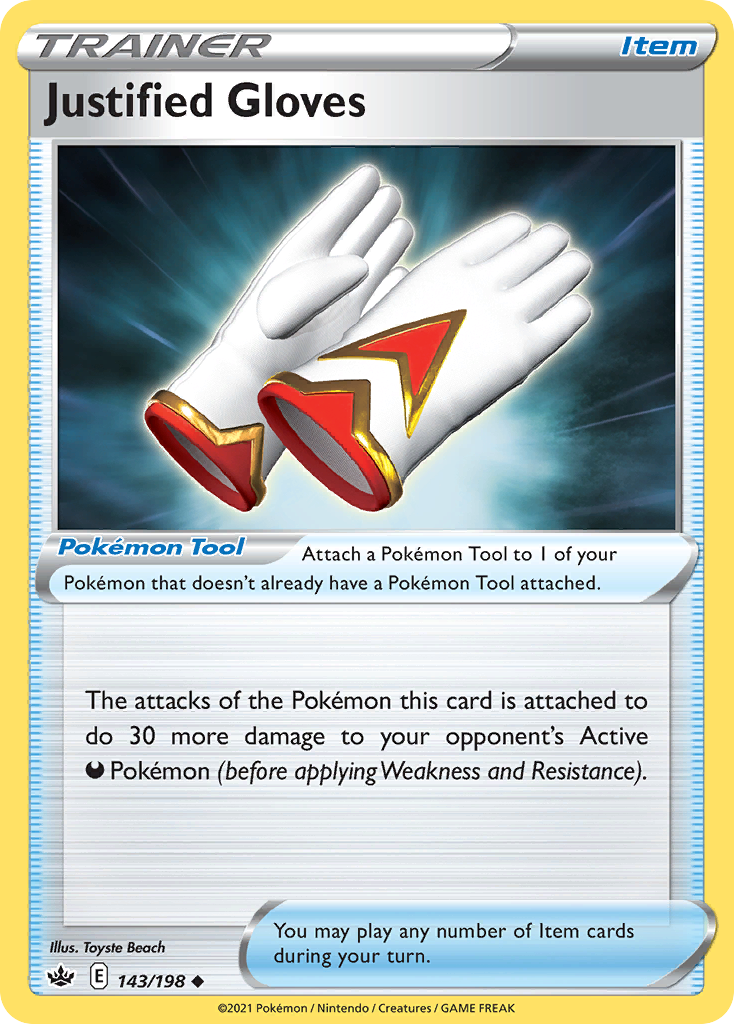 TRAINER
Item
Justified Gloves
Pokémon Tool
Attach a Pokémon Tool to 1 of your
Pokémon that doesn't already have a Pokémon Tool attached.
The attacks of the Pokémon this card is attached to
do 30 more damage to your opponent's Active
Pokémon (before applying Weakness and Resistance).
You may play any number of Item cards
during your turn.
Illus. Toyste Beach
E
143/198
©2021 Pokémon / Nintendo / Creatures / GAME FREAK